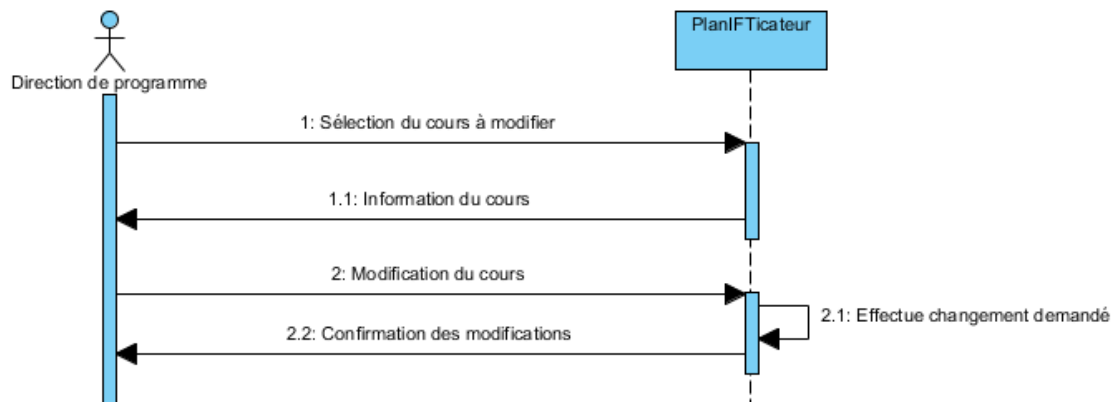 PlanIFTicateur
Direction de programme
1: Sélection du cours à modifier
1.1: Information du cours
2: Modification du cours
2.1: Effectue changement demandé
2.2: Confirmation des modifications